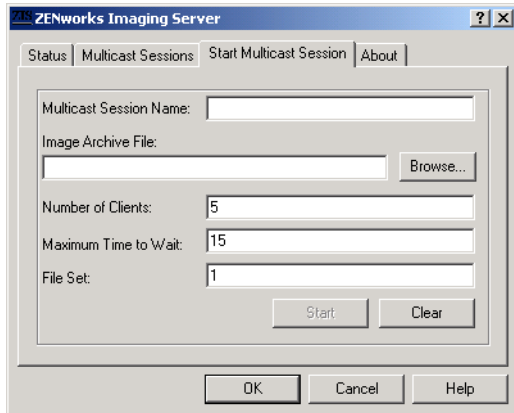 ZIS ZENworks Imaging Server ? ×
Status Multicast Sessions Start Multicast Session About
Multicast Session Name:
Image Archive File:
Browse...
Number of Clients: 5
Maximum Time to Wait: 15
File Set: 1
Start Clear
OK Cancel Help